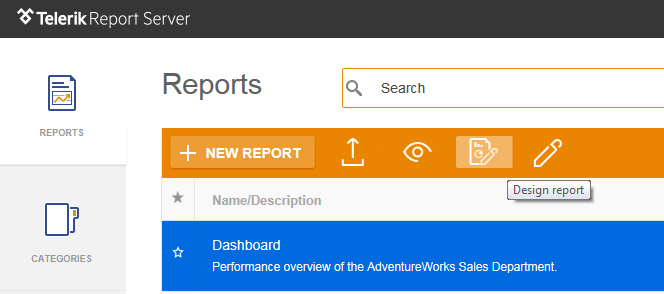 Telerik Report Server
Reports
Search
REPORTS
NEW REPORT
Design report
Name/Description
CATEGORIES
Dashboard
Performance overview of the AdventureWorks Sales Department.